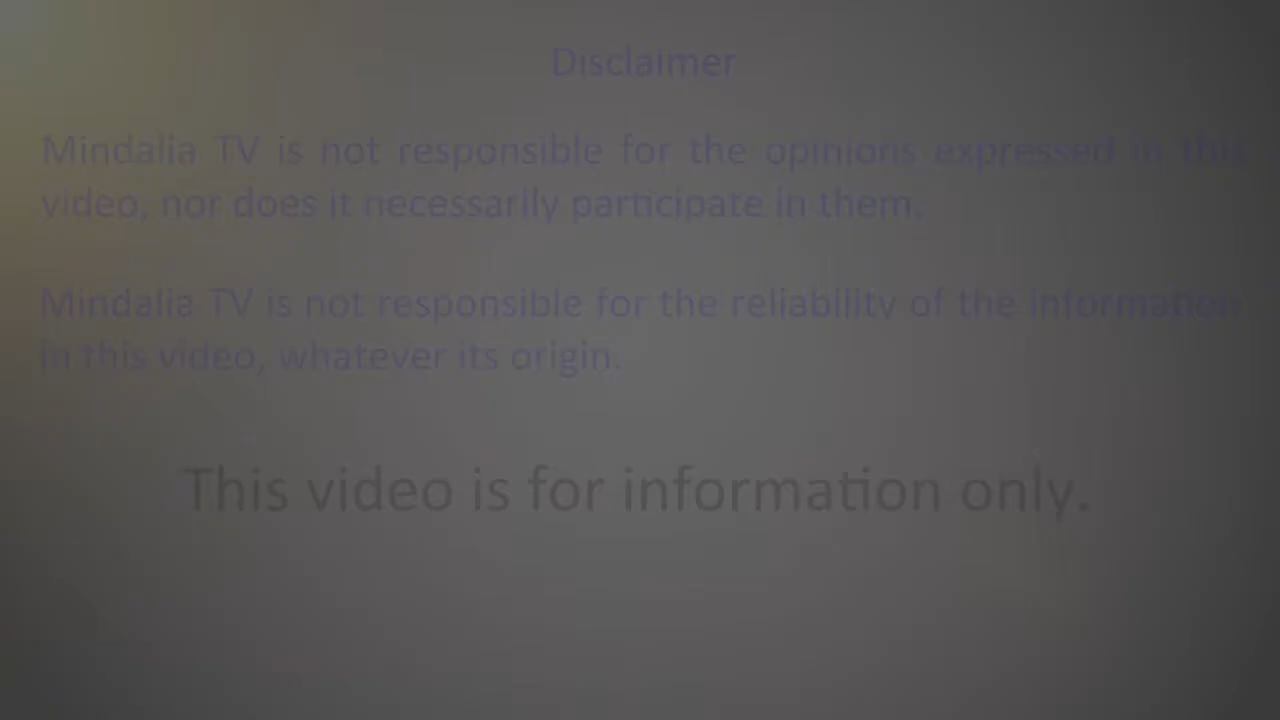 Disclaimer
Mindalia TV is not responsible for the opinions expressed in this
video, nor does it necessarily participate in them.
Mindalia TV is not responsible for the reliability of the information
in this video, whatever its origin.
This video is for information only.